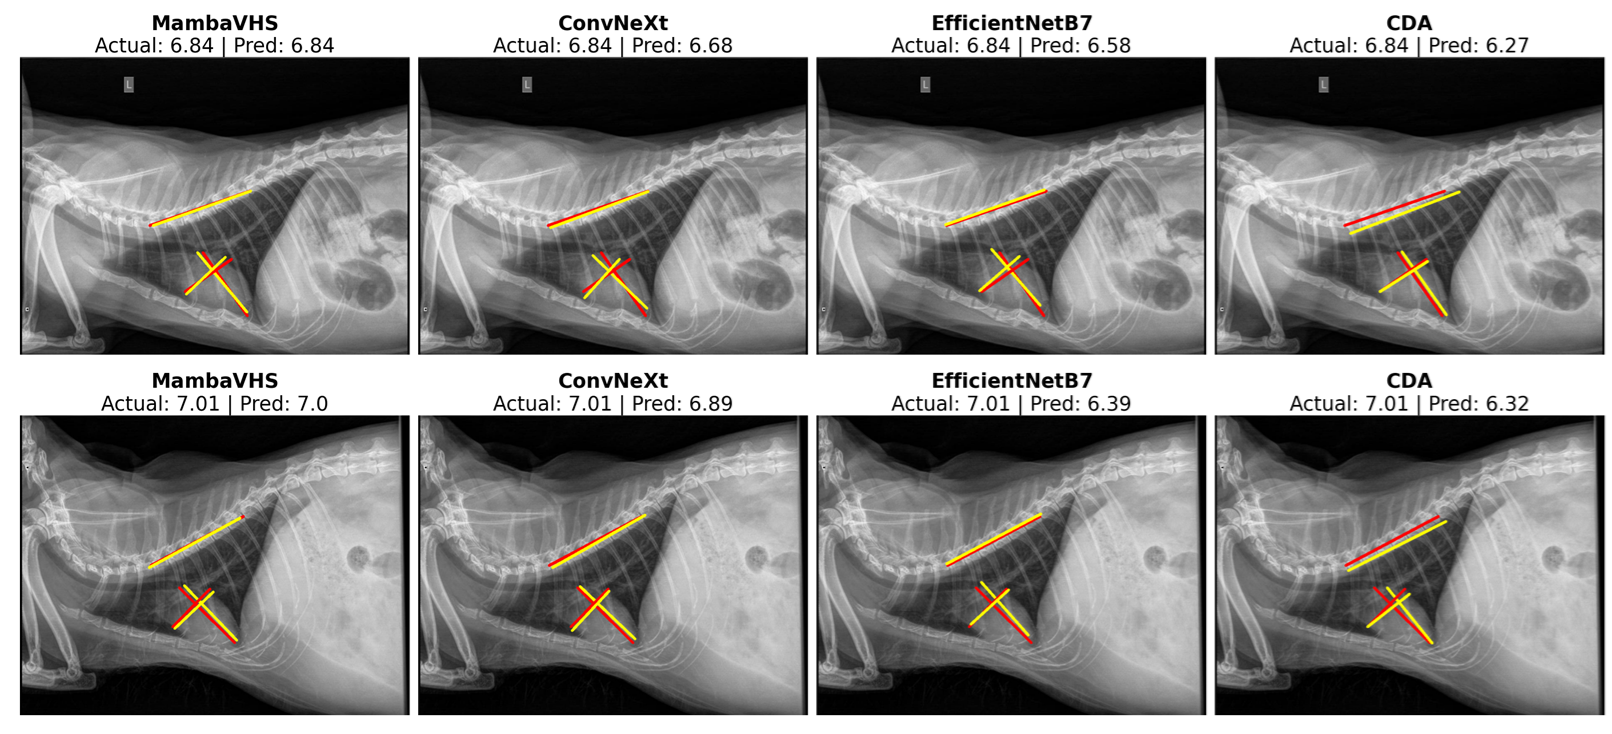 MambaVHS
Actual: 6.84 | Pred: 6.84
ConvNeXt
Actual: 6.84 | Pred: 6.68
EfficientNetB7
Actual: 6.84 | Pred: 6.58
CDA
Actual: 6.84 | Pred: 6.27
L
L
L
L
MambaVHS
Actual: 7.01 | Pred: 7.0
ConvNeXt
Actual: 7.01 | Pred: 6.89
EfficientNetB7
Actual: 7.01 | Pred: 6.39
CDA
Actual: 7.01 | Pred: 6.32